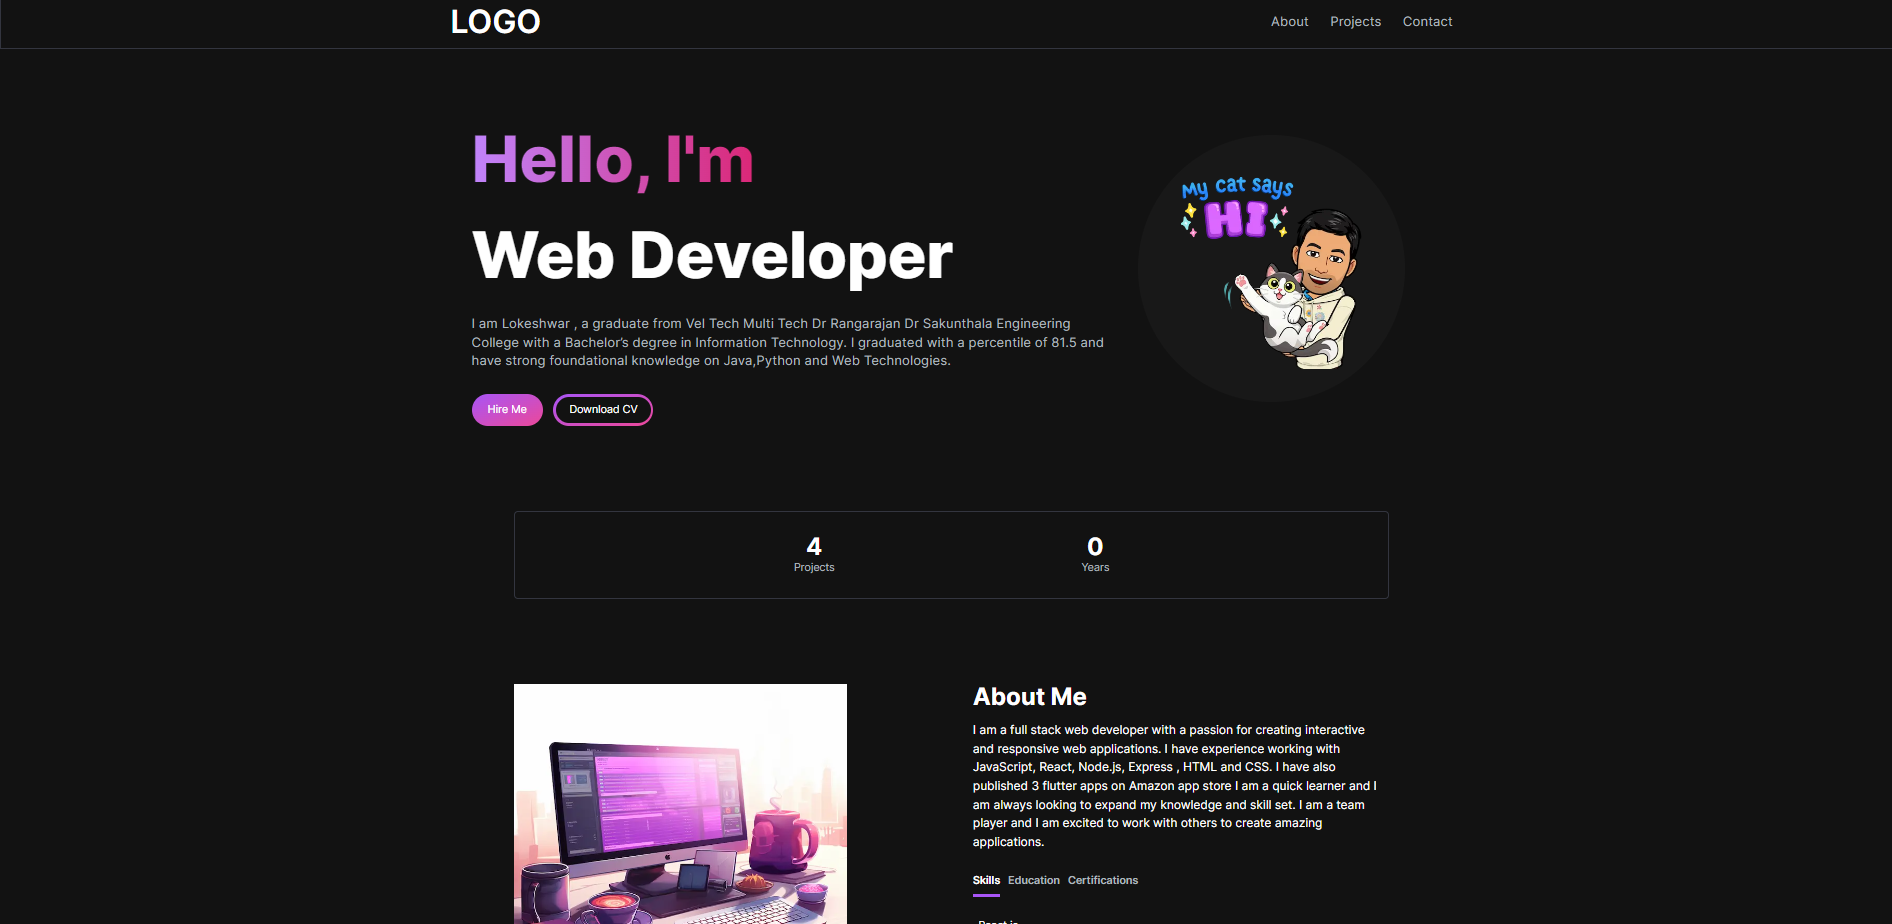 LOGO
About Projects Contact
Hello, I'm
Web Developer
I am Lokeshwar , a graduate from Vel Tech Multi Tech Dr Rangarajan Dr Sakunthala Engineering
College with a Bachelor's degree in Information Technology. I graduated with a percentile of 81.5 and
have strong foundational knowledge on Java,Python and Web Technologies.
Hire Me Download CV
My cat says
HI
4 0
Projects Years
About Me
I am a full stack web developer with a passion for creating interactive
and responsive web applications. I have experience working with
JavaScript, React, Node.js, Express , HTML and CSS. I have also
published 3 flutter apps on Amazon app store I am a quick learner and I
am always looking to expand my knowledge and skill set. I am a team
player and I am excited to work with others to create amazing
applications.
Skills Education Certifications